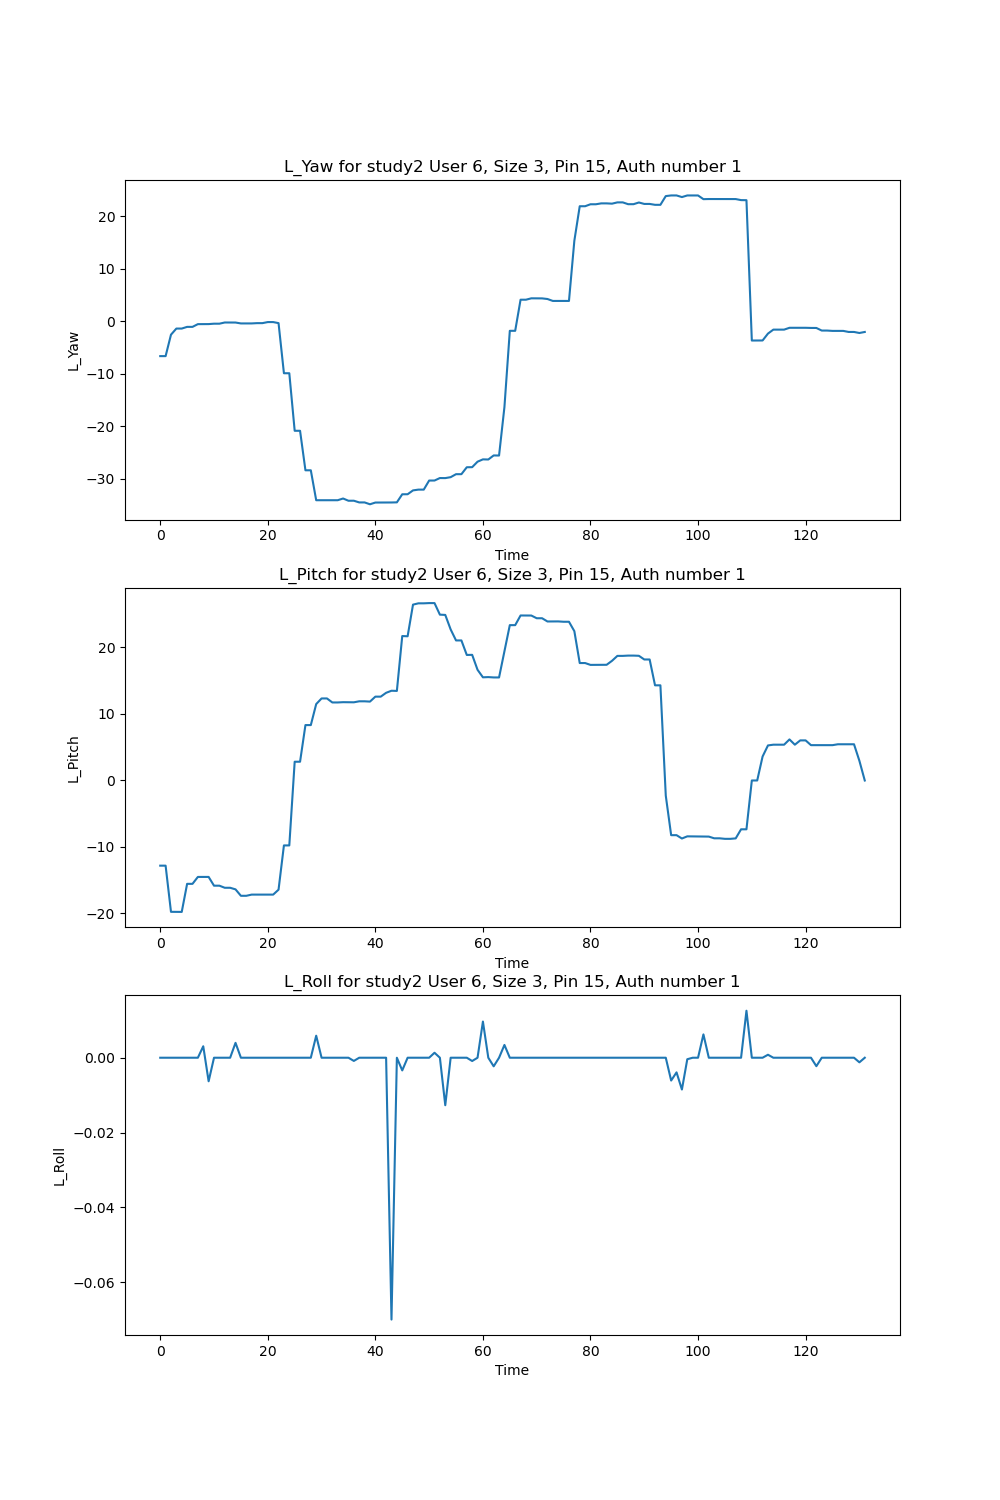 L_Yaw for study2 User 6, Size 3, Pin 15, Auth number 1
20
10
0
−10
−20
−30
L_Yaw
0 20 40 60 80 100 120
Time
L_Pitch for study2 User 6, Size 3, Pin 15, Auth number 1
20
10
0
−10
−20
L_Pitch
0 20 40 60 80 100 120
Time
L_Roll for study2 User 6, Size 3, Pin 15, Auth number 1
0.00
−0.02
−0.04
−0.06
L_Roll
0 20 40 60 80 100 120
Time